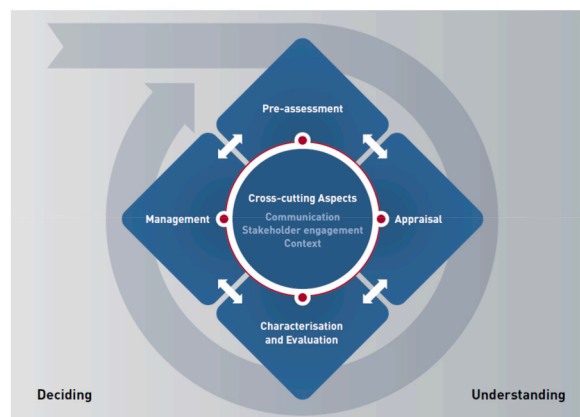 Pre-assessment
Cross-cutting Aspects
Communication
Stakeholder engagement
Context
Management
Appraisal
Characterisation
and Evaluation
Deciding
Understanding